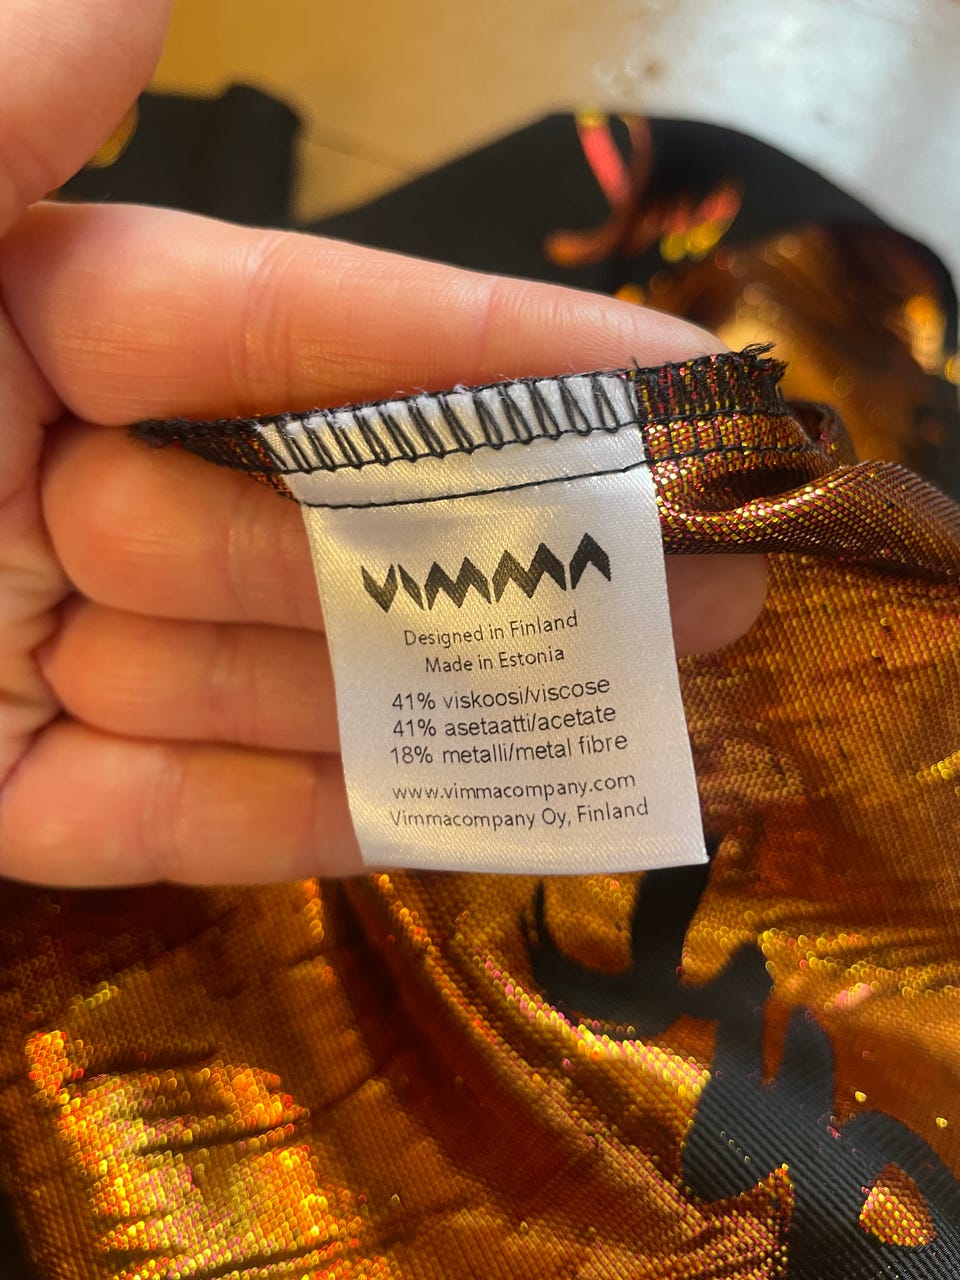 VIMMA
Designed in Finland
Made in Estonia
41% viskoosi/viscose
41% asetaatti/acetate
18% metalli/metal fibre
www.vimmacompany.com
Vimmacompany Oy, Finland